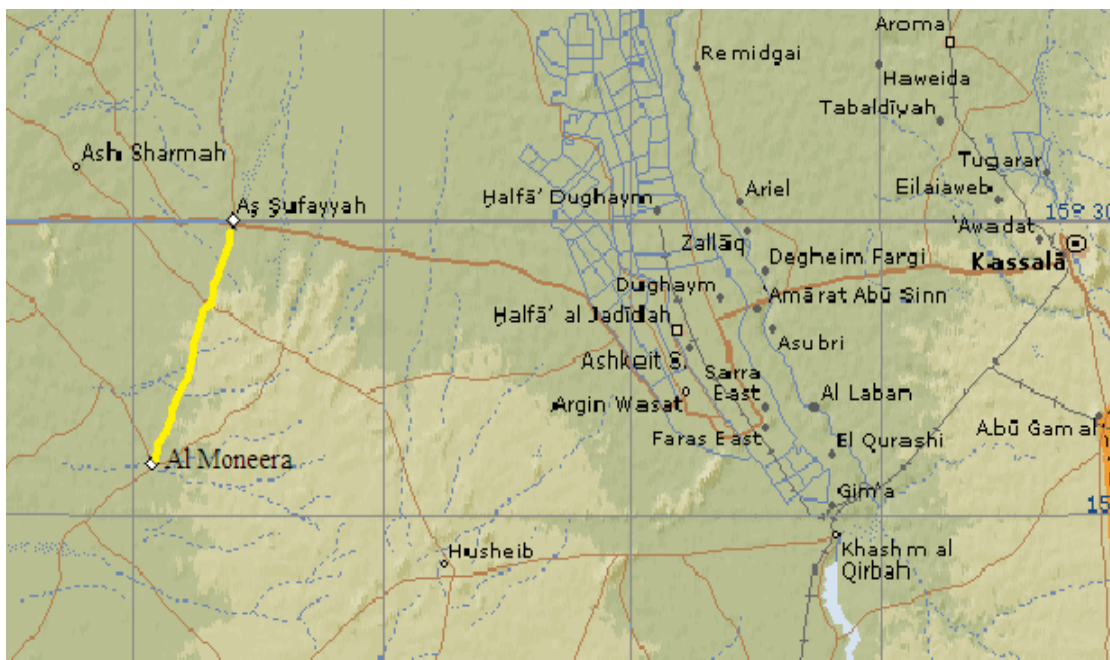 Aroma
Remidgai
Haweida
Tabaldīyah
Ash Sharmah
Tugarar
Eilaiaweb
Aş Şufayyah
Ḩalfā’ Dughaym
Ariel
15º 30
‘Awadat
Zallāq
Degheim Fargi
Kassalā
Dughaym
‘Amārat Abū Sinn
Ḩalfā’ al Jadīdah
Asubri
Ashkeit S.
Sarra
East
Argin Wasat
Al Laban
Abū Gamal
Faras East
El Qurashi
Al Moneera
Gim‘a
15
Husheib
Khashm al
Qirbah